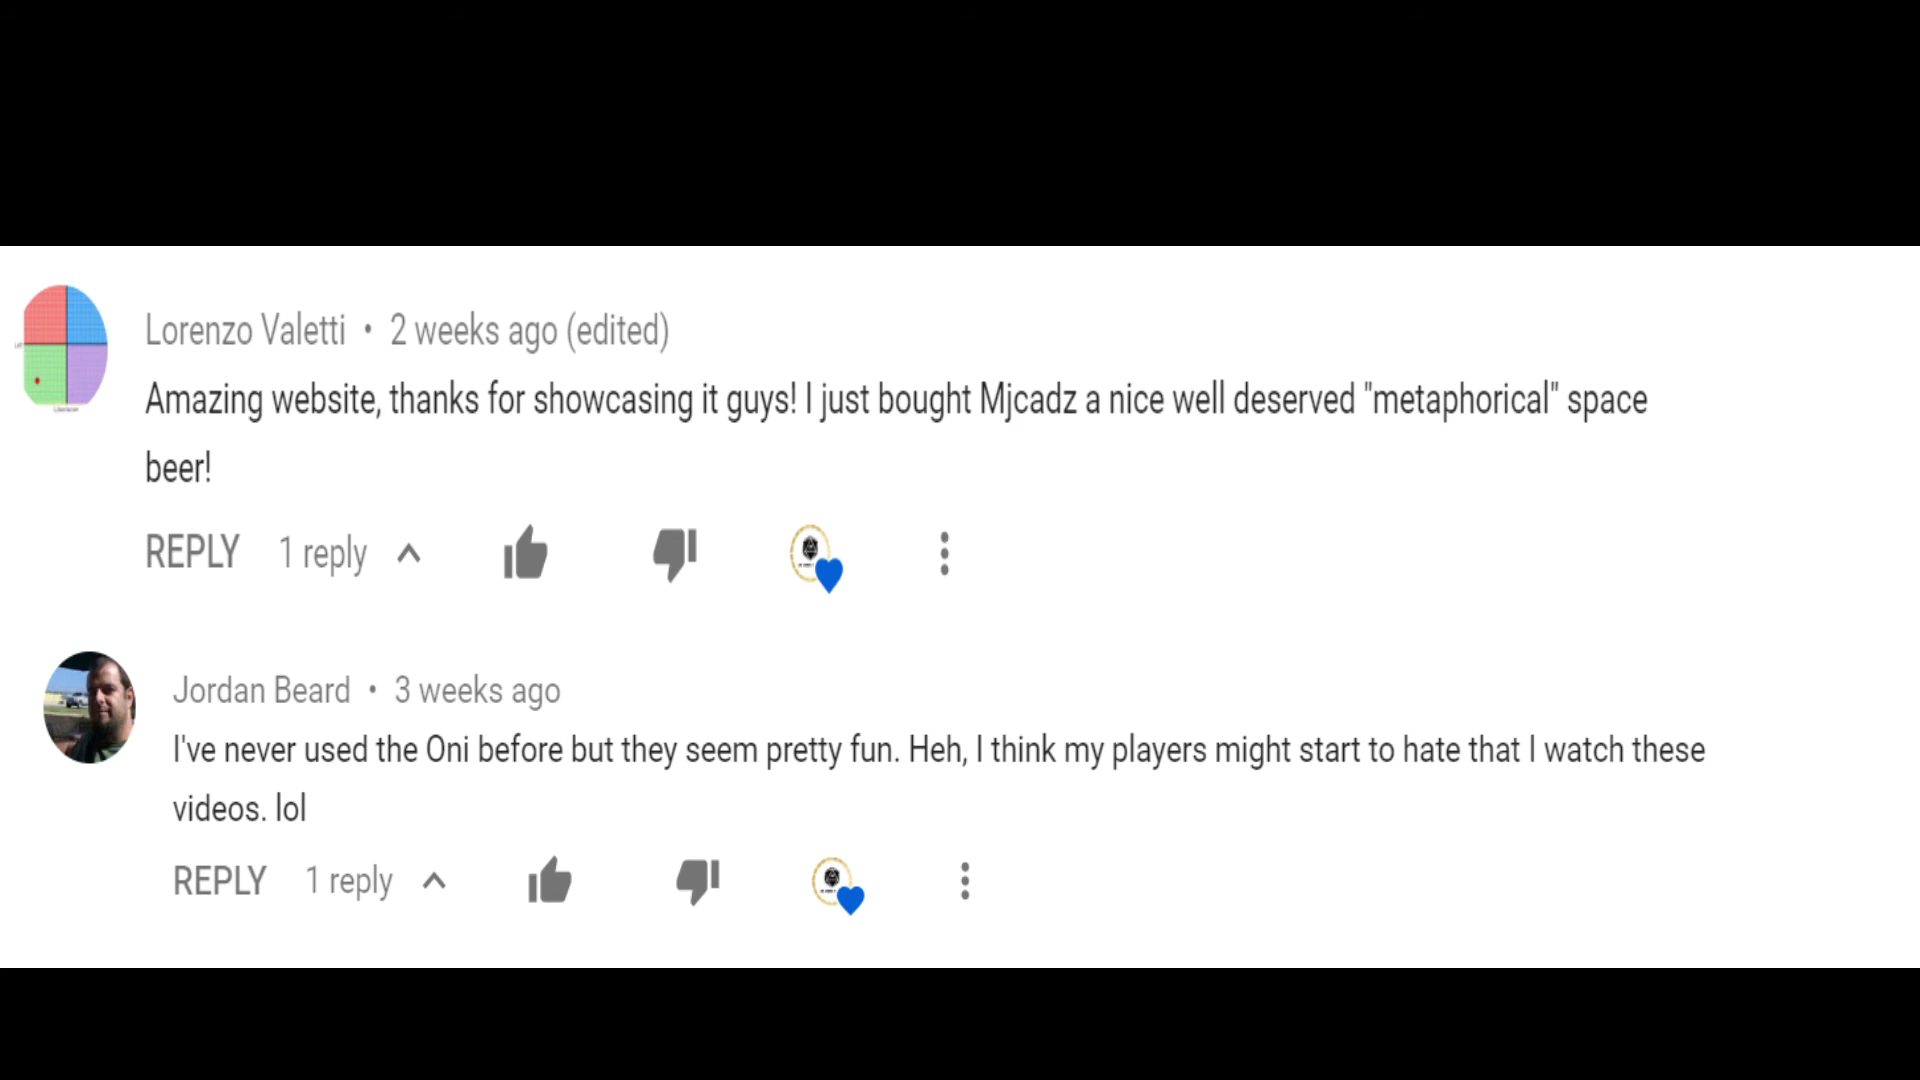 Lorenzo Valetti • 2 weeks ago (edited)
Amazing website, thanks for showcasing it guys! I just bought Mjcadz a nice well deserved "metaphorical" space
beer!
REPLY 1 reply
Jordan Beard • 3 weeks ago
I've never used the Oni before but they seem pretty fun. Heh, I think my players might start to hate that I watch these
videos. lol
REPLY 1 reply